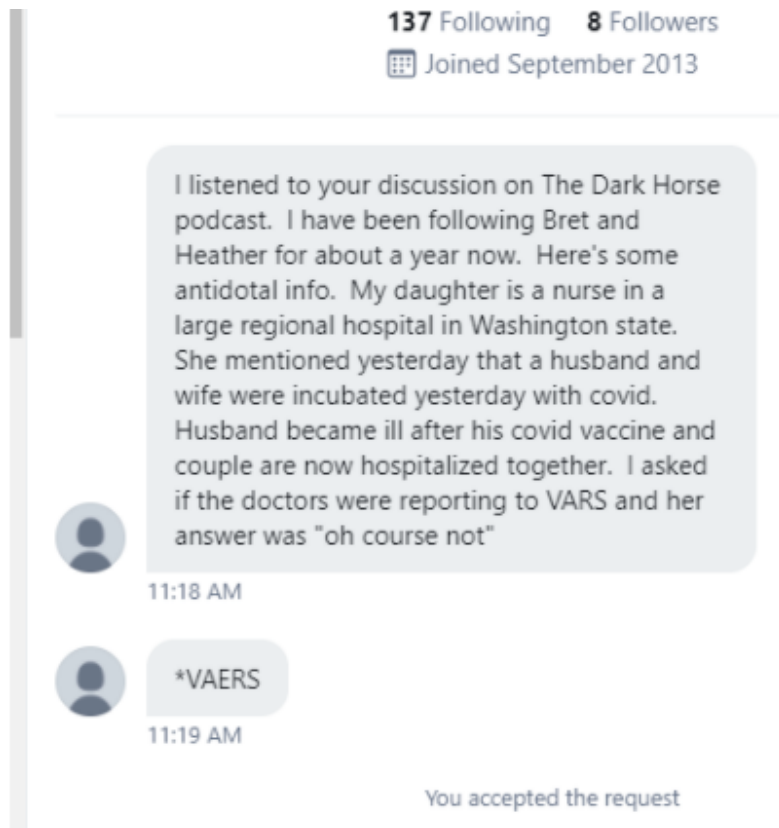 137 Following 8 Followers
Joined September 2013
I listened to your discussion on The Dark Horse
podcast. I have been following Bret and
Heather for about a year now. Here's some
antidotal info. My daughter is a nurse in a
large regional hospital in Washington state.
She mentioned yesterday that a husband and
wife were incubated yesterday with covid.
Husband became ill after his covid vaccine and
couple are now hospitalized together. I asked
if the doctors were reporting to VARS and her
answer was "oh course not"
11:18 AM
*VAERS
11:19 AM
You accepted the request